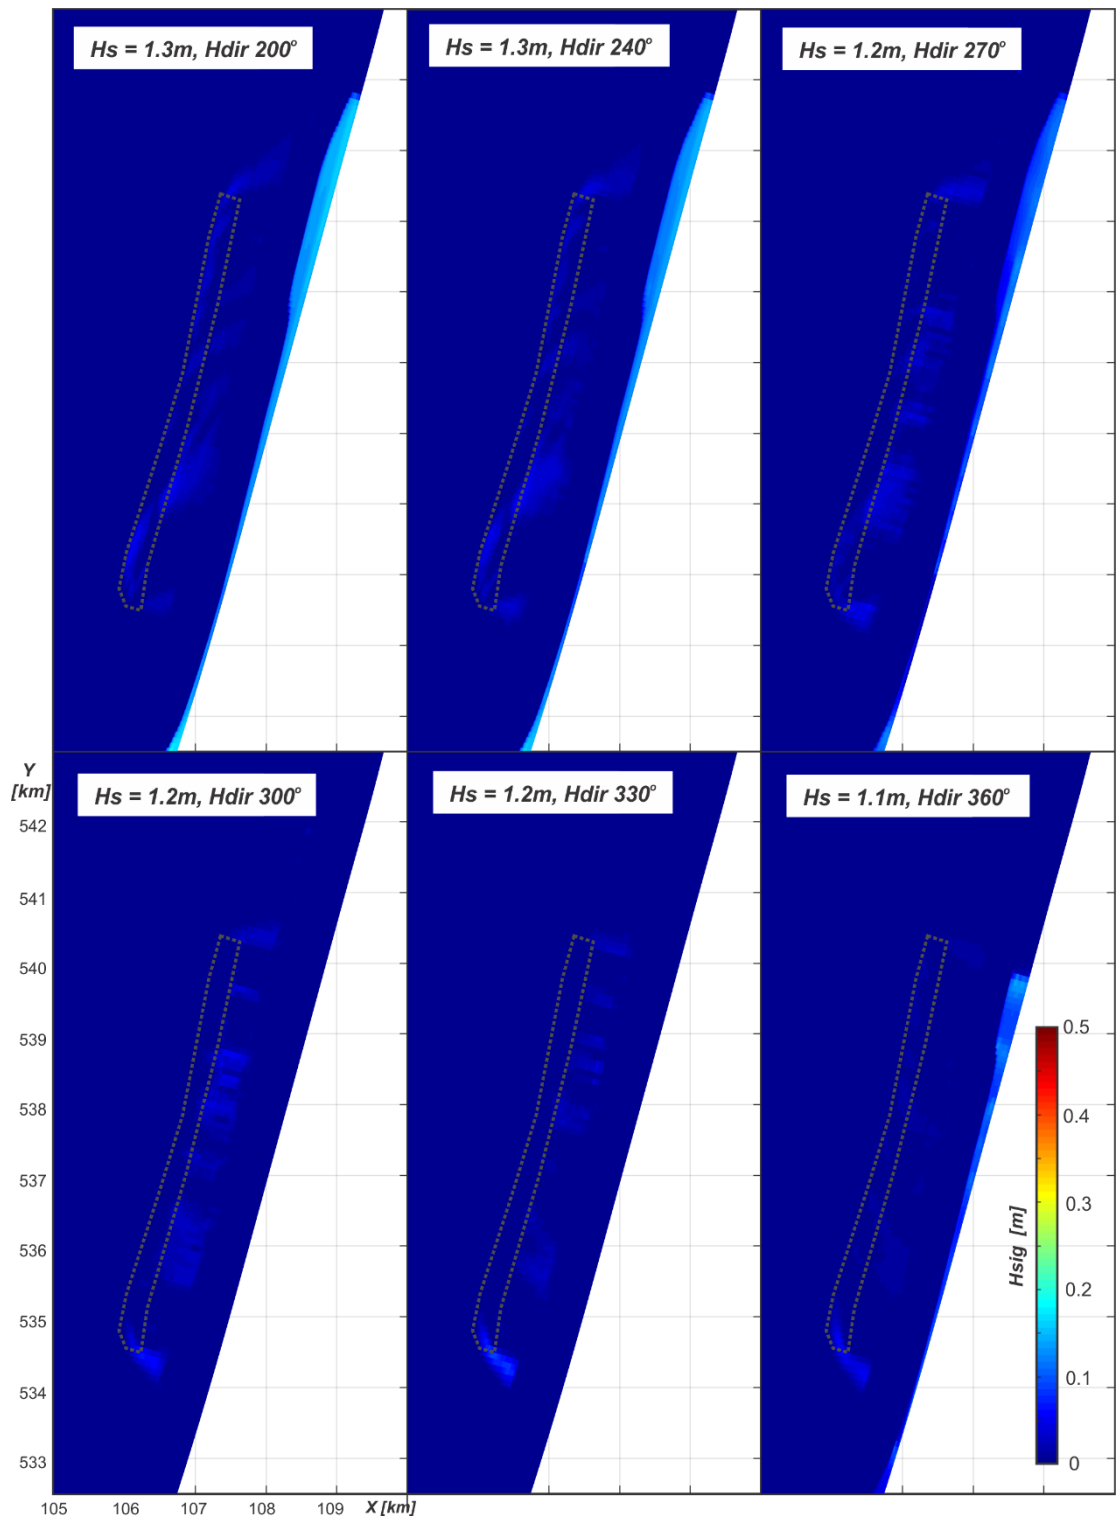 Hs = 1.3m, Hdir 200°
Hs = 1.3m, Hdir 240°
Hs = 1.2m, Hdir 270°
Y
[km]
Hs = 1.2m, Hdir 300°
Hs = 1.2m, Hdir 330°
Hs = 1.1m, Hdir 360°
542
541
540
539
538
537
536
535
534
533
0.5
0.4
0.3
0.2
0.1
0
Hsig [m]
105 106 107 108 109 X [km]